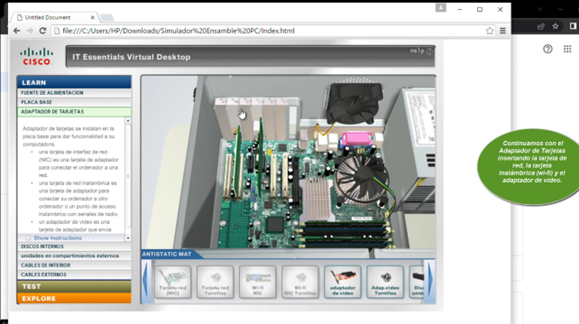 Untitled Document
file:///C:/Users/HP/Downloads/Simulador%20Ensamble%20PC/Index.html
CISCO
IT Essentials Virtual Desktop
help
LEARN
FUENTE DE ALIMENTACION
PLACA BASE
ADAPTADOR DE TARJETAS
Adaptador de tarjetas se instalan en la
placa base para dar funcionalidad a su
computadora.
una tarjeta de interfaz de red
(NIC) es una tarjeta de adaptador
para conectar el ordenador a una
red.
una tarjeta de red inalambrica es
una tarjeta de adaptador para
conectar su ordenador a otro
ordenador o un punto de acceso
inalambrico con señales de radio.
un adaptador de video es una
tarjeta de adaptador que envia
Show Instructions
DISCOS INTERNOS
unidades en compartimientos externos
CABLES DE INTERIOR
CABLES EXTERNOS
TEST
EXPLORE
ANTISTATIC MAT
Tarjeta red
(NIC)
Tarjeta red
Tornillos
Wi-fi
NIC
Wi-fi
NIC Tornillos
adaptador
de video
Adap.video
Tornillas
Continuamos con el
Adaptador de Tarjetas
insertando la tarjeta de
red, la tarjeta
inalámbrica (wi-fi) y el
adaptador de video.